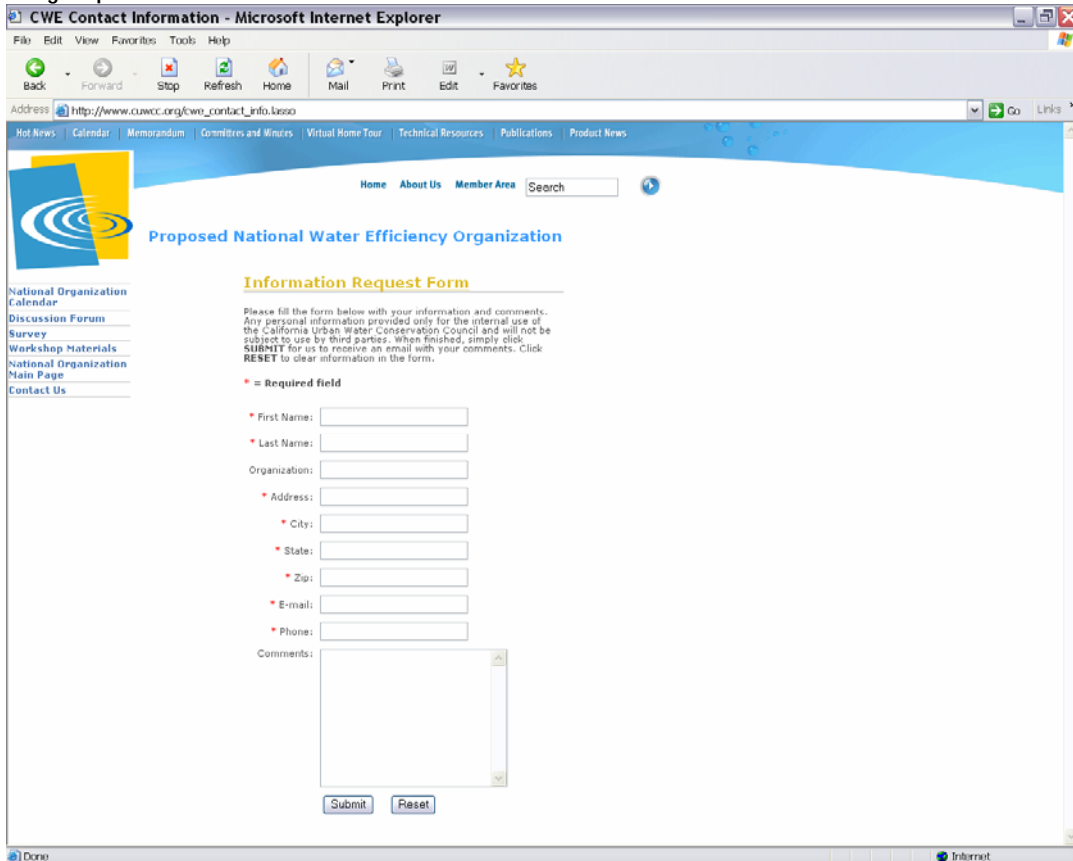 CWE Contact Information - Microsoft Internet Explorer
File Edit View Favorites Tools Help
Back Forward Stop Refresh Home Mail Print Edit Favorites
Address http://www.cuwcc.org/cwe_contact_info.lasso Go Links
Hot News | Calendar | Memorandum | Committees and Minutes | Virtual Home Tour | Technical Resources | Publications | Product News
Home About Us Member Area Search
Proposed National Water Efficiency Organization
National Organization
Calendar
Discussion Forum
Survey
Workshop Materials
National Organization
Main Page
Contact Us
Information Request Form
Please fill the form below with your information and comments.
Any personal information provided only for the internal use of
the California Urban Water Conservation Council and will not be
subject to use by third parties. When finished, simply click
SUBMIT for us to receive an email with your comments. Click
RESET to clear information in the form.
* = Required field
* First Name:
* Last Name:
Organization:
* Address:
* City:
* State:
* Zip:
* E-mail:
* Phone:
Comments:
Submit Reset
Done Internet